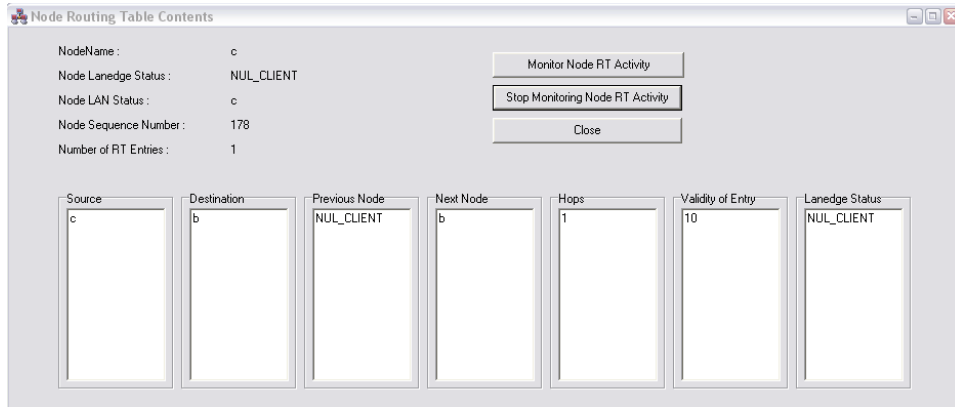 Node Routing Table Contents
NodeName : c
Node Lanedge Status : NUL_CLIENT
Node LAN Status : c
Node Sequence Number : 178
Number of RT Entries : 1
Monitor Node RT Activity
Stop Monitoring Node RT Activity
Close
Source Destination Previous Node Next Node Hops Validity of Entry Lanedge Status
c b NUL_CLIENT b 1 10 NUL_CLIENT